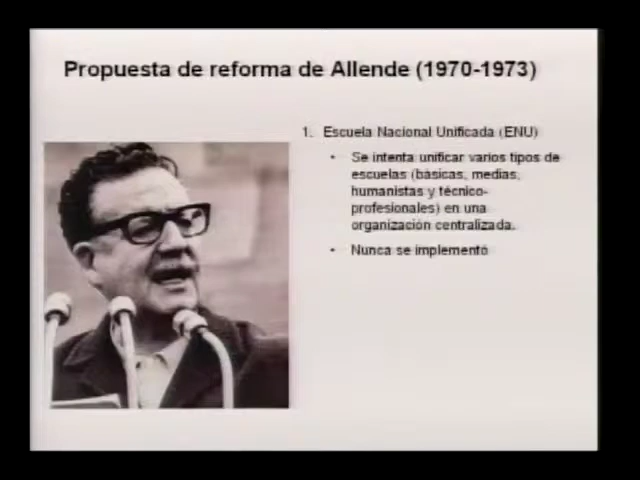 Propuesta de reforma de Allende (1970-1973)
1. Escuela Nacional Unificada (ENU)
• Se intenta unificar varios tipos de
escuelas (básicas, medias,
humanistas y técnico-
profesionales) en una
organización centralizada.
• Nunca se implementó